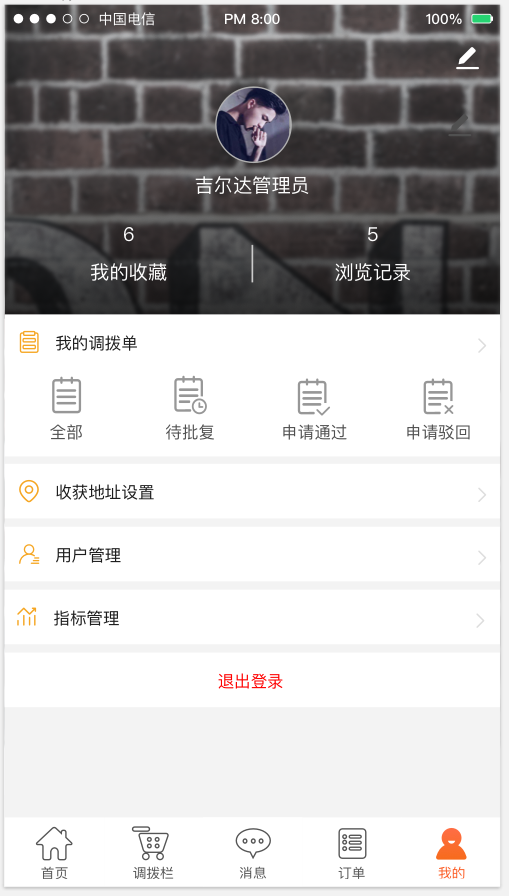 中国电信 PM 8:00 100%
吉尔达管理员
6 5
我的收藏 浏览记录
我的调拨单
全部 待批复 申请通过 申请驳回
收获地址设置
用户管理
指标管理
退出登录
首页 调拨栏 消息 订单 我的